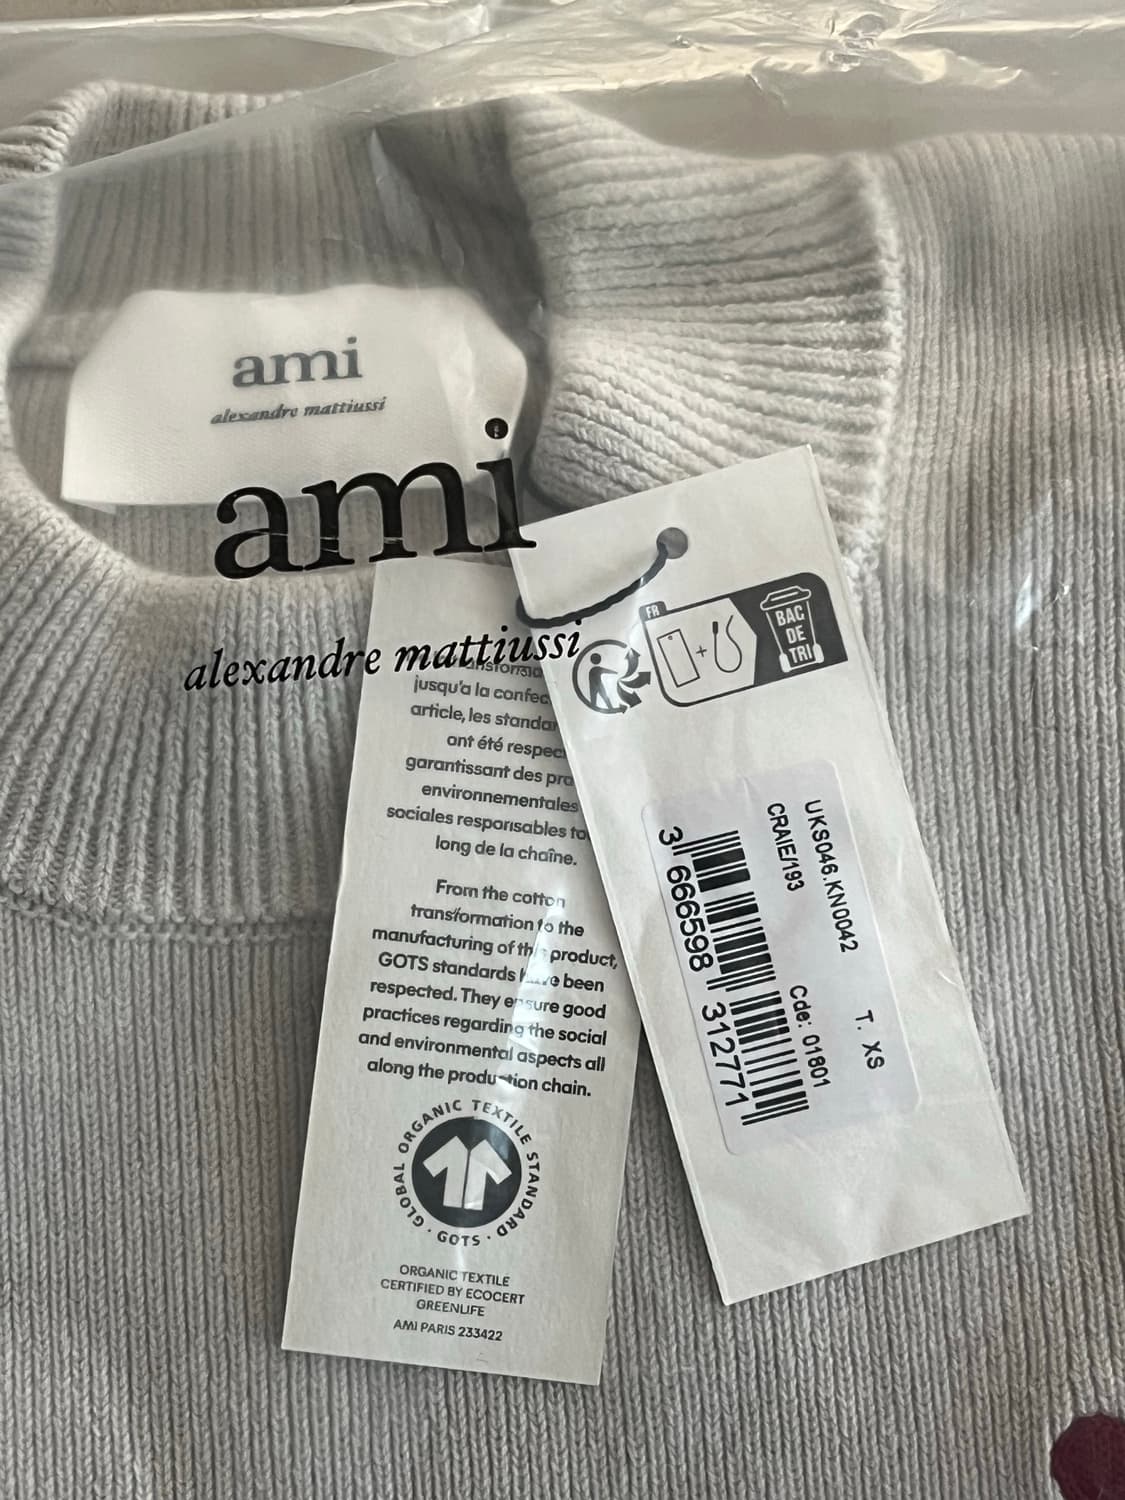 ami
alexandre mattiussi
ami
alexandre mattiussi
jusqu'a la confec
article, les standar
ont été respec
garantissant des pra
environnementales
sociales responsables to
long de la chaîne.
From the cotton
transformation to the
manufacturing of this product,
GOTS standards have been
respected. They ensure good
practices regarding the social
and environmental aspects all
along the production chain.
GLOBAL ORGANIC TEXTILE STANDARD · GOTS ·
ORGANIC TEXTILE
CERTIFIED BY ECOCERT
GREENLIFE
AMI PARIS 233422
FR
+
BAC
DE
TRI
UKS046.KN0042 T. XS
CRAIE/193 Cde: 01801
3 666598 312771